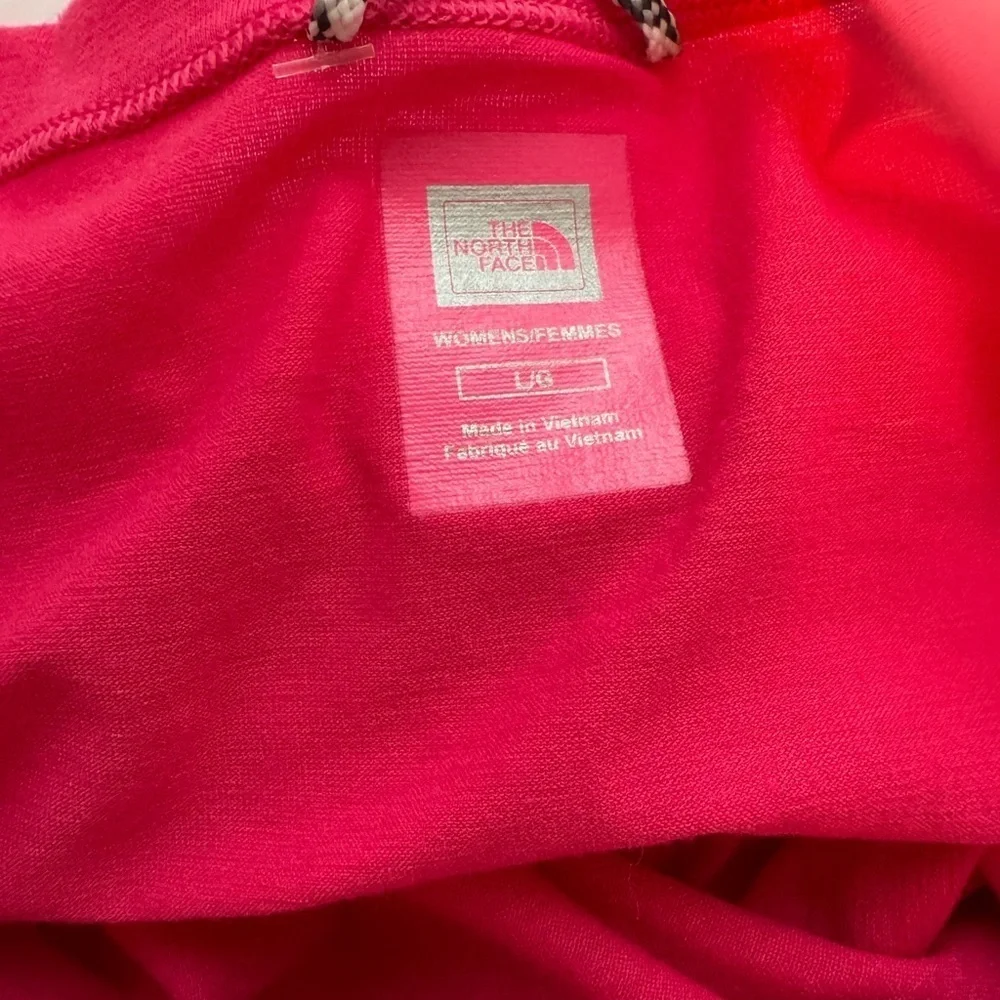 THE
NORTH
FACE
WOMENS/FEMMES
L/G
Made in Vietnam
Fabriqué au Vietnam